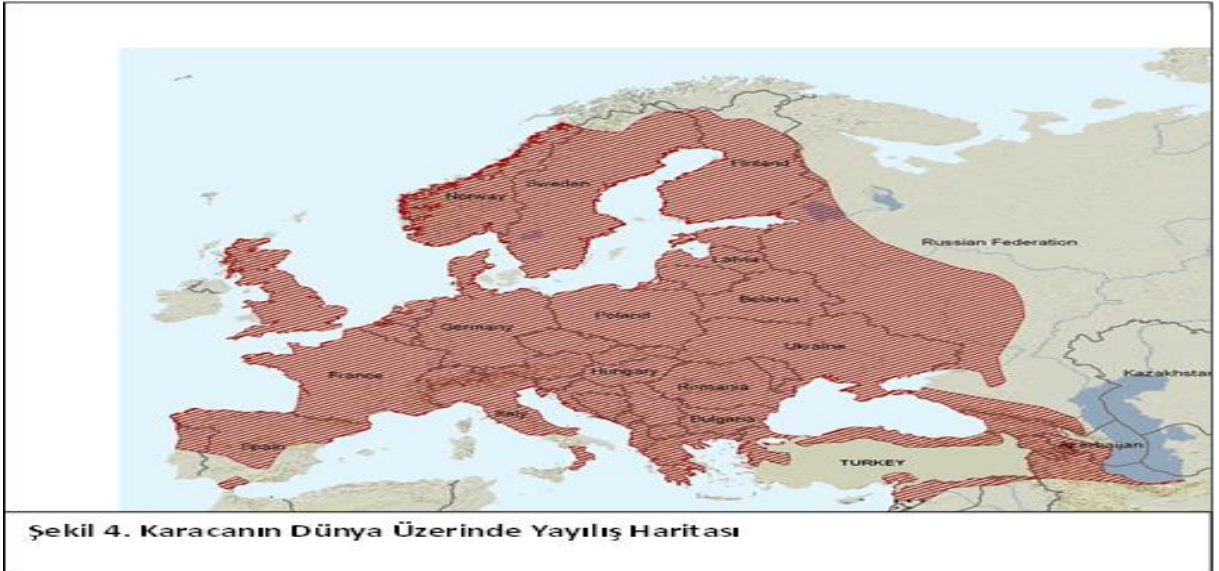 Finland
Sweden
Norway
Russian Federation
Latvia
Belarus
Poland
Germany
Ukraine
Kazakhstan
Hungary
France
Romania
Italy
Bulgaria
Spain
Azerbaijan
TURKEY
Şekil 4. Karacanın Dünya Üzerinde Yayılış Haritası